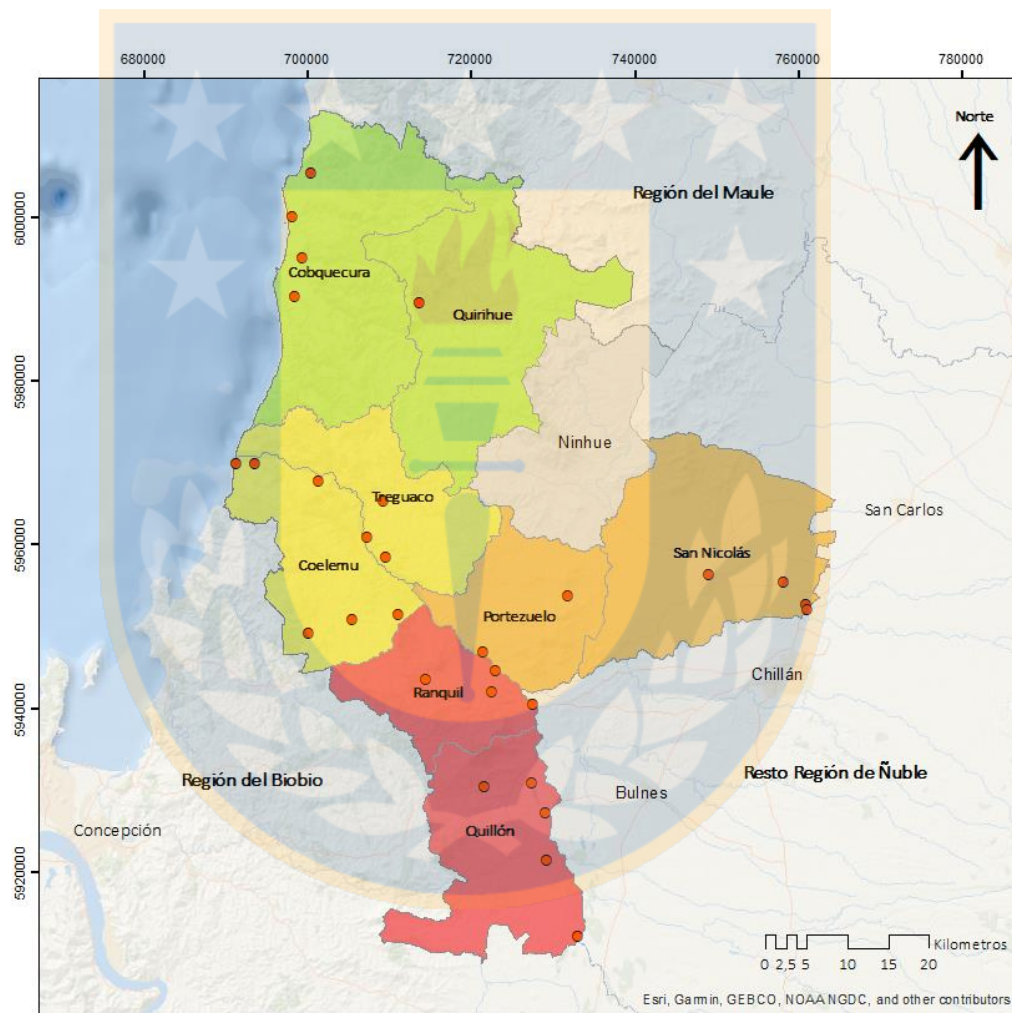 680000 700000 720000 740000 760000 780000
Norte
Región del Maule
6000000
Cobquecura
Quirihue
5980000
Ninhue
Treguaco
San Carlos
5960000
San Nicolás
Coelemu
Portezuelo
Chillán
Ranquil
5940000
Región del Biobio
Resto Región de Ñuble
Bulnes
Concepción
Quillón
5920000
Kilometros
0 2,5 5 10 15 20
Esri, Garmin, GEBCO, NOAA NGDC, and other contributors